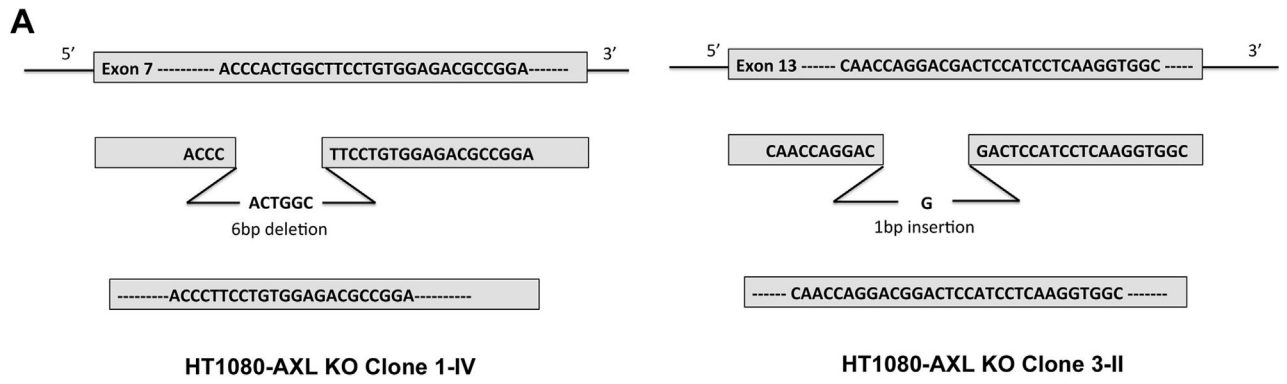 A
5’ 3’
Exon 7 ---------- ACCCACTGGCTTCCTGTGGAGACGCCGGA-------
ACCC TTCCTGTGGAGACGCCGGA
ACTGGC
6bp deletion
---------ACCCTTCCTGTGGAGACGCCGGA----------
HT1080-AXL KO Clone 1-IV
5’ 3’
Exon 13 ------ CAACCAGGACGACTCCATCCTCAAGGTGGC -----
CAACCAGGAC GACTCCATCCTCAAGGTGGC
G
1bp insertion
------ CAACCAGGACGGACTCCATCCTCAAGGTGGC -------
HT1080-AXL KO Clone 3-II